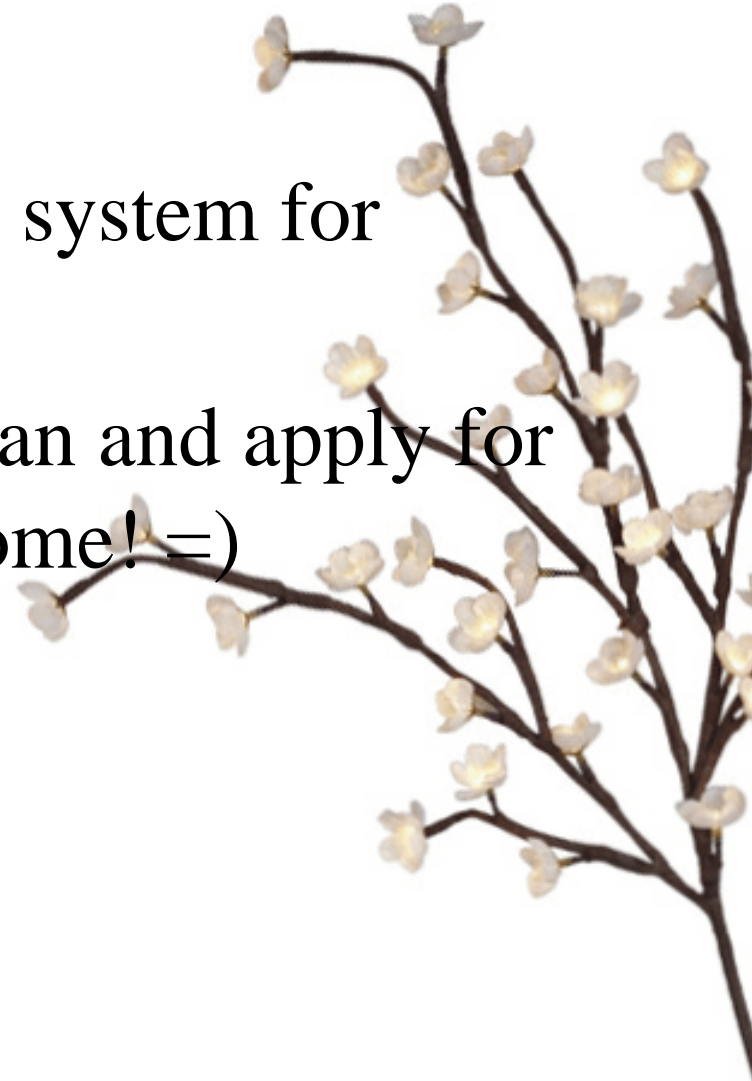 system for
an and apply for
ome! =)